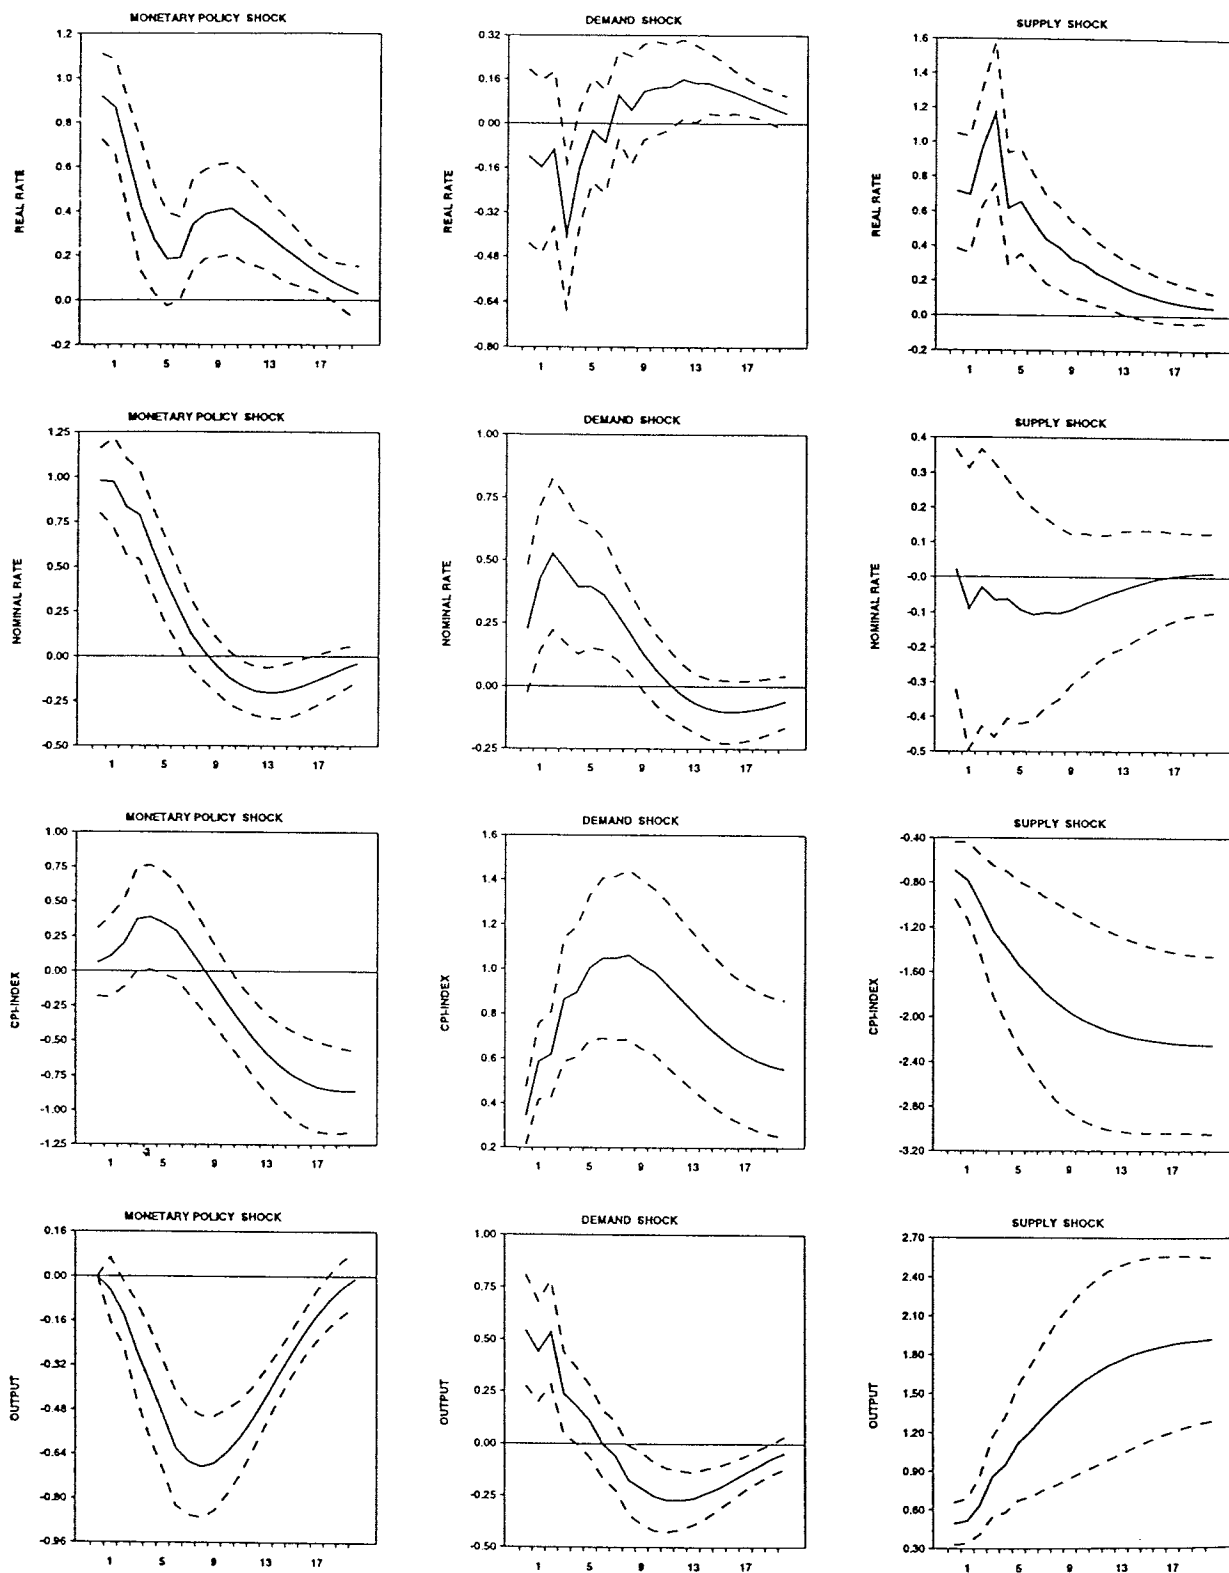 MONETARY POLICY SHOCK
DEMAND SHOCK
SUPPLY SHOCK
REAL RATE
1.2
1.0
0.8
0.6
0.4
0.2
0.0
-0.2
1 5 9 13 17
REAL RATE
0.32
0.16
0.00
-0.16
-0.32
-0.48
-0.64
-0.80
1 5 9 13 17
REAL RATE
1.6
1.4
1.2
1.0
0.8
0.6
0.4
0.2
0.0
-0.2
1 5 9 13 17
MONETARY POLICY SHOCK
DEMAND SHOCK
SUPPLY SHOCK
NOMINAL RATE
1.25
1.00
0.75
0.50
0.25
0.00
-0.25
-0.50
1 5 9 13 17
NOMINAL RATE
1.00
0.75
0.50
0.25
0.00
-0.25
1 5 9 13 17
NOMINAL RATE
0.4
0.3
0.2
0.1
-0.0
-0.1
-0.2
-0.3
-0.4
-0.5
1 5 9 13 17
MONETARY POLICY SHOCK
DEMAND SHOCK
SUPPLY SHOCK
CPI-INDEX
1.00
0.75
0.50
0.25
0.00
-0.25
-0.50
-0.75
-1.00
-1.25
1 5 9 13 17
CPI-INDEX
1.6
1.4
1.2
1.0
0.8
0.6
0.4
0.2
1 5 9 13 17
CPI-INDEX
-0.40
-0.80
-1.20
-1.60
-2.00
-2.40
-2.80
-3.20
1 5 9 13 17
MONETARY POLICY SHOCK
DEMAND SHOCK
SUPPLY SHOCK
OUTPUT
0.16
0.00
-0.16
-0.32
-0.48
-0.64
-0.80
-0.96
1 5 9 13 17
OUTPUT
1.00
0.75
0.50
0.25
0.00
-0.25
-0.50
1 5 9 13 17
OUTPUT
2.70
2.40
2.10
1.80
1.50
1.20
0.90
0.60
0.30
1 5 9 13 17